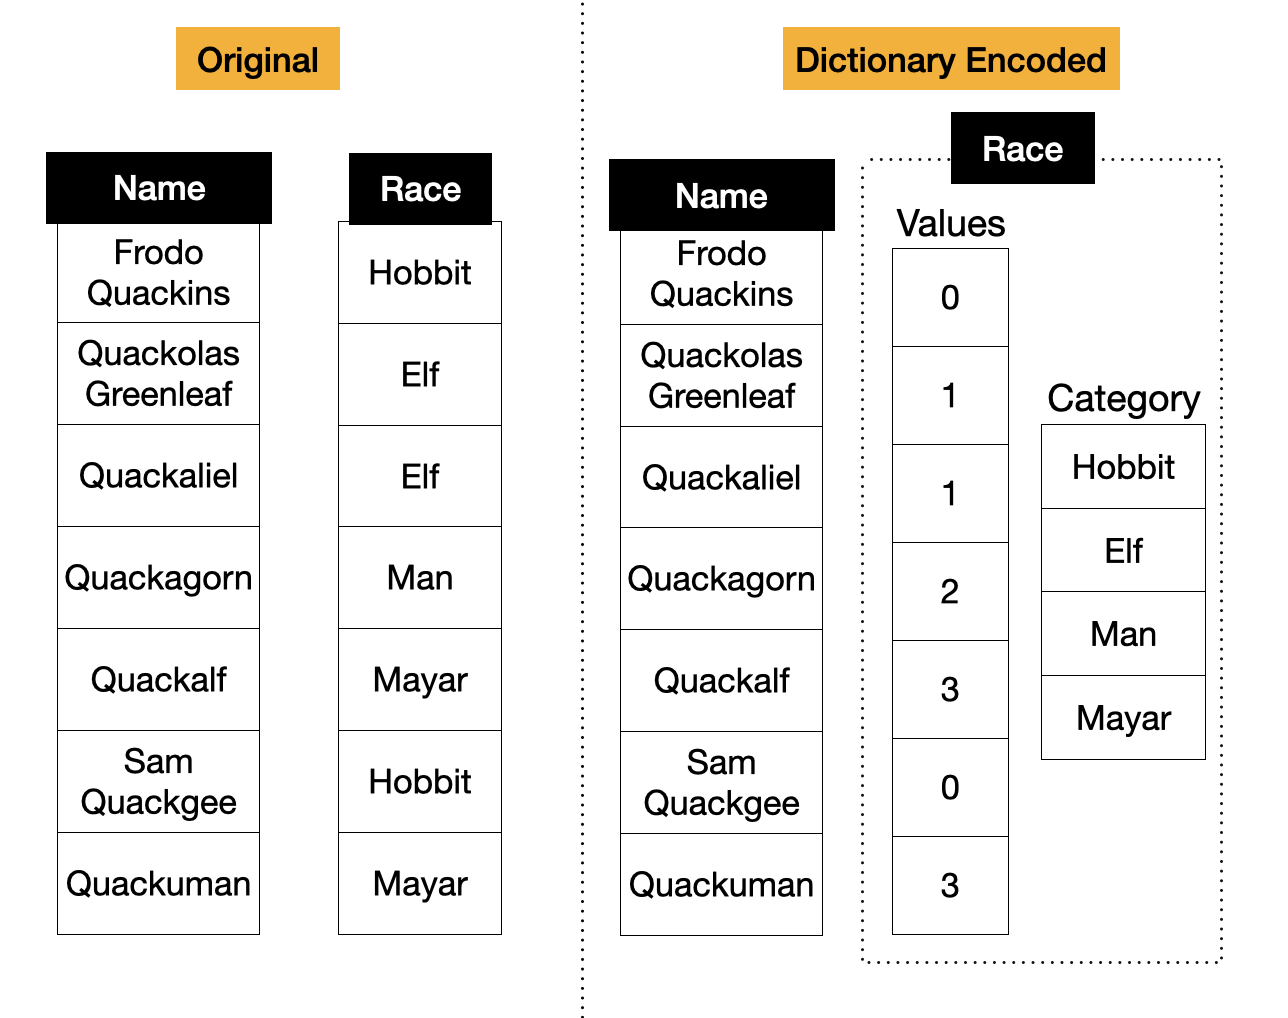 Original
Name
Race
Frodo
Quackins
Hobbit
Quackolas
Greenleaf
Elf
Quackaliel
Elf
Quackagorn
Man
Quackalf
Mayar
Sam
Quackgee
Hobbit
Quackuman
Mayar
Dictionary Encoded
Name
Race
Values
Category
Frodo
Quackins
0
Quackolas
Greenleaf
1
Quackaliel
1
Quackagorn
2
Quackalf
3
Sam
Quackgee
0
Quackuman
3
Hobbit
Elf
Man
Mayar